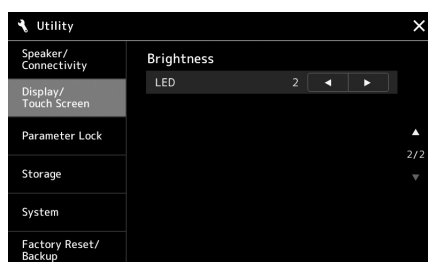 Utility
Speaker/
Connectivity
Display/
Touch Screen
Parameter Lock
Storage
System
Factory Reset/
Backup
Brightness
LED 2
2/2